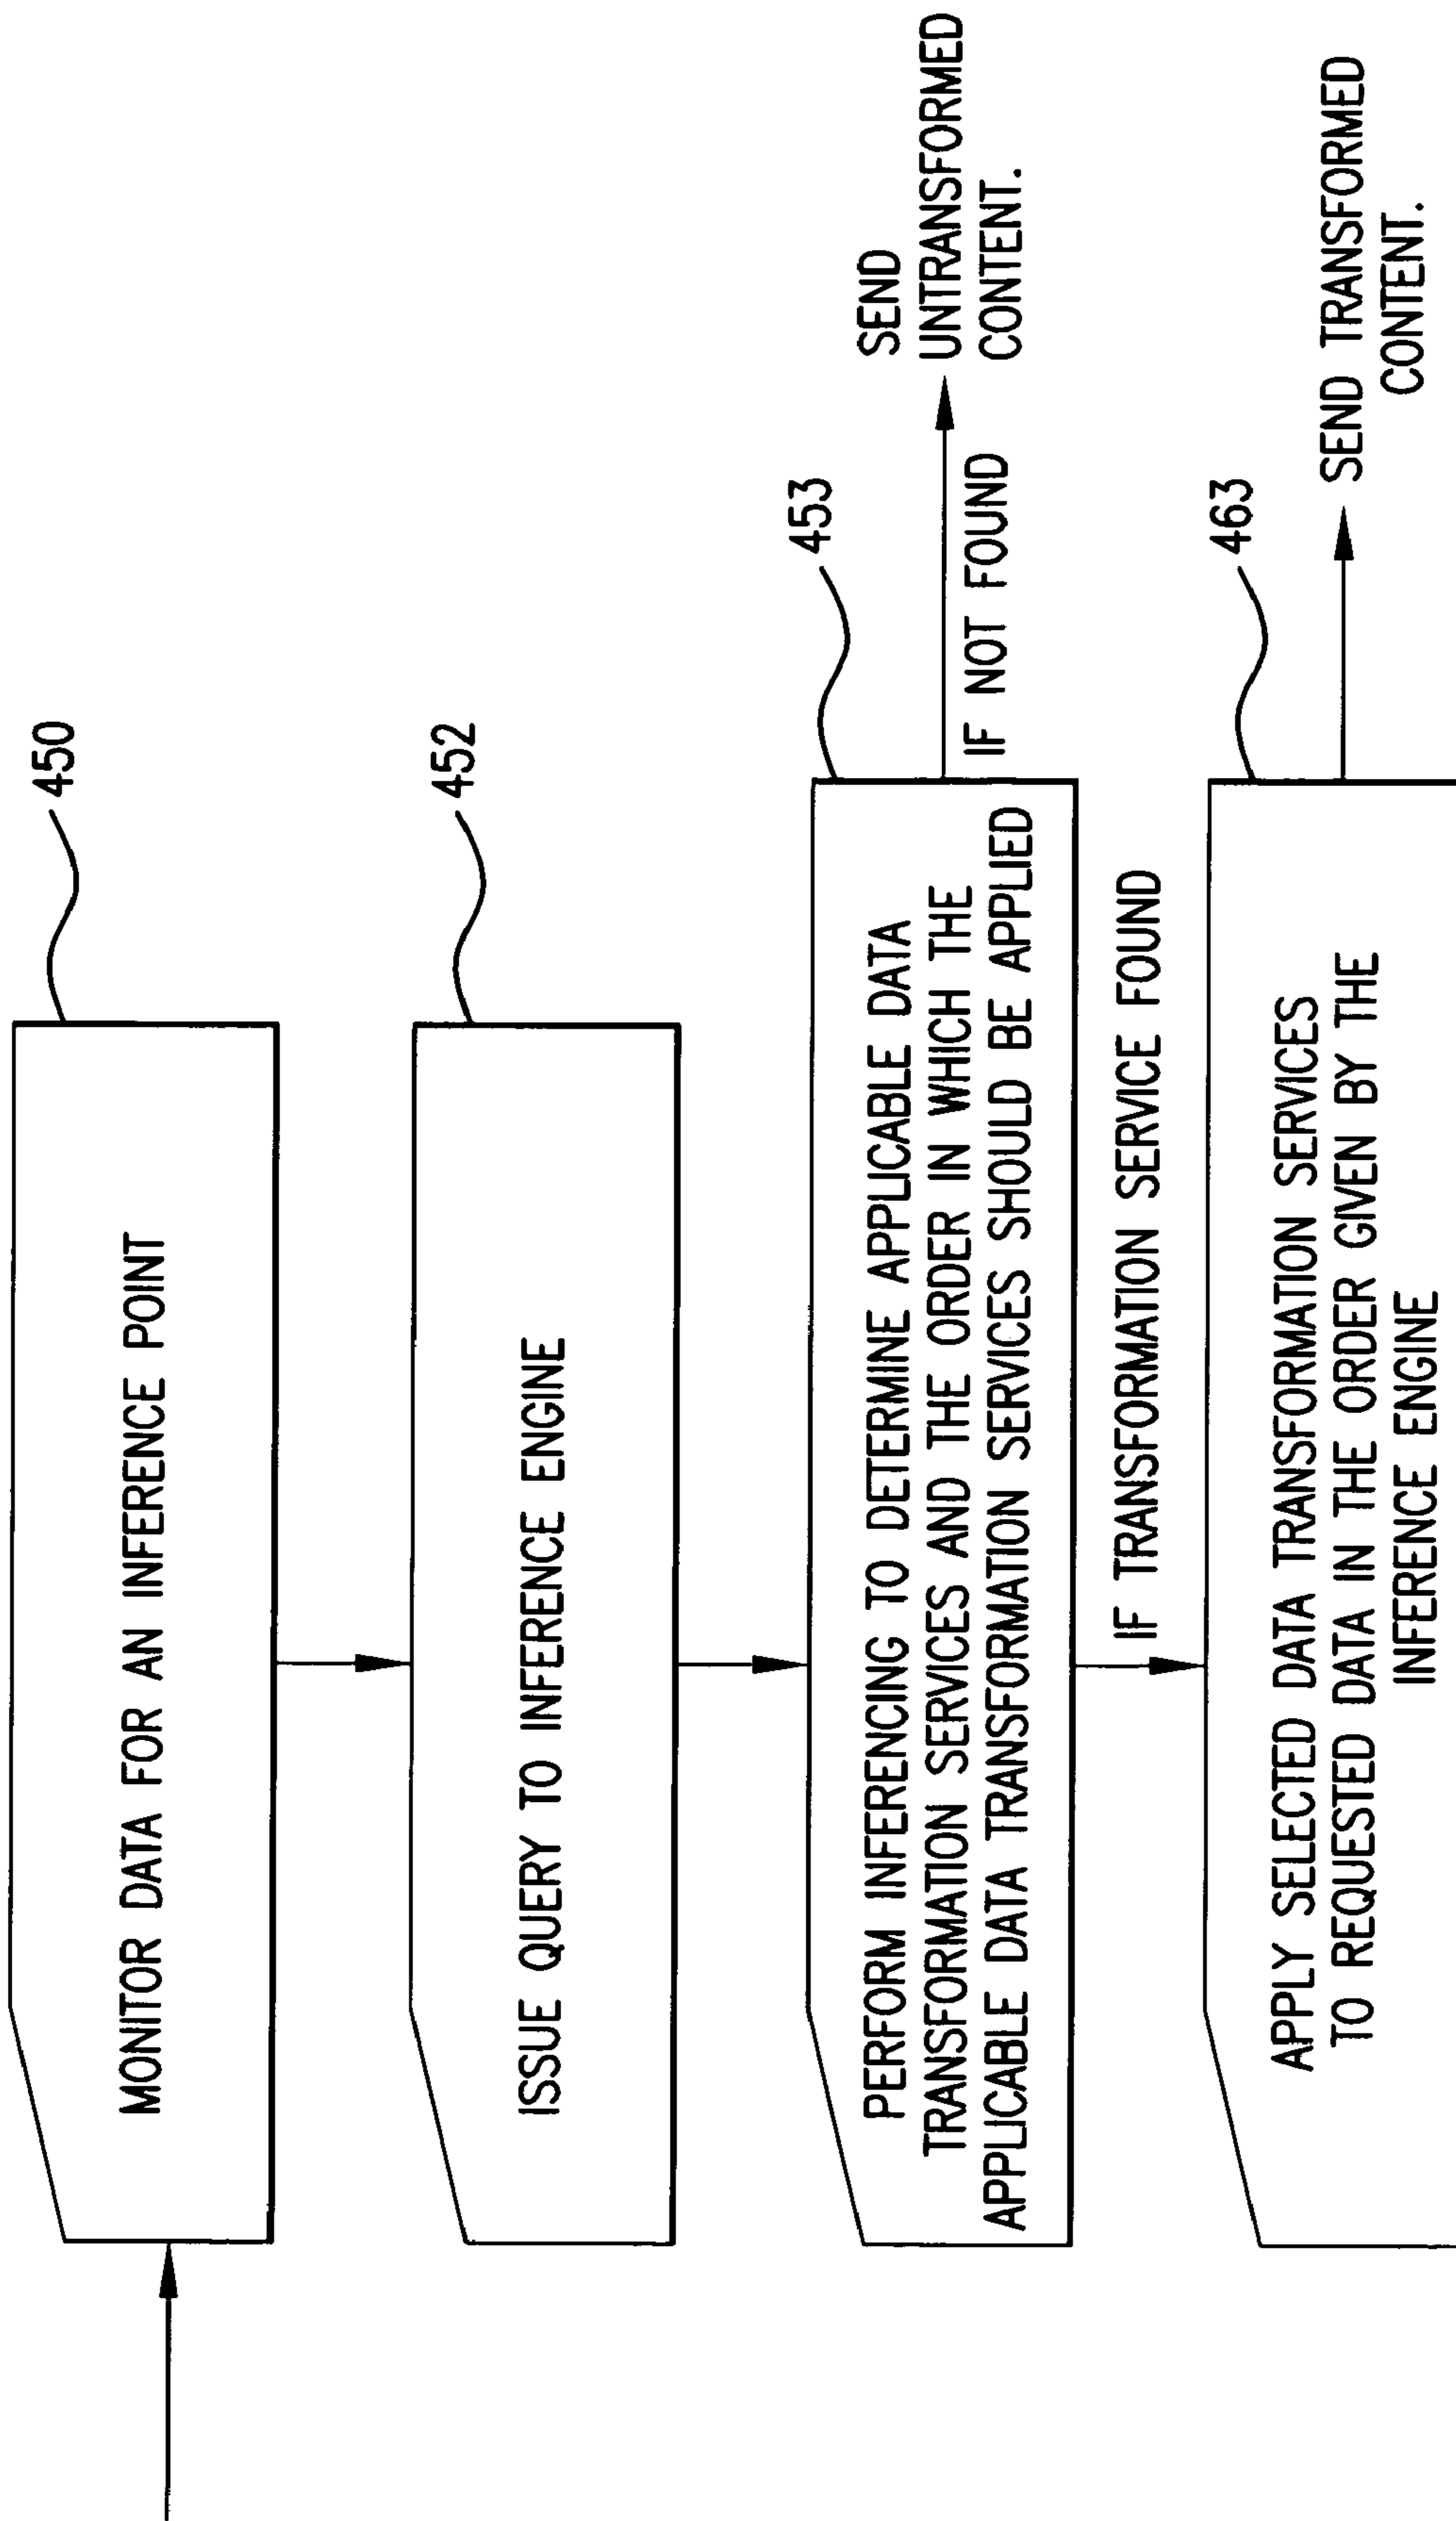 450
MONITOR DATA FOR AN INFERENCE POINT
452
ISSUE QUERY TO INFERENCE ENGINE
453
PERFORM INFERENCING TO DETERMINE APPLICABLE DATA
TRANSFORMATION SERVICES AND THE ORDER IN WHICH THE
APPLICABLE DATA TRANSFORMATION SERVICES SHOULD BE APPLIED
IF NOT FOUND
SEND
UNTRANSFORMED
CONTENT.
IF TRANSFORMATION SERVICE FOUND
463
APPLY SELECTED DATA TRANSFORMATION SERVICES
TO REQUESTED DATA IN THE ORDER GIVEN BY THE
INFERENCE ENGINE
SEND TRANSFORMED
CONTENT.